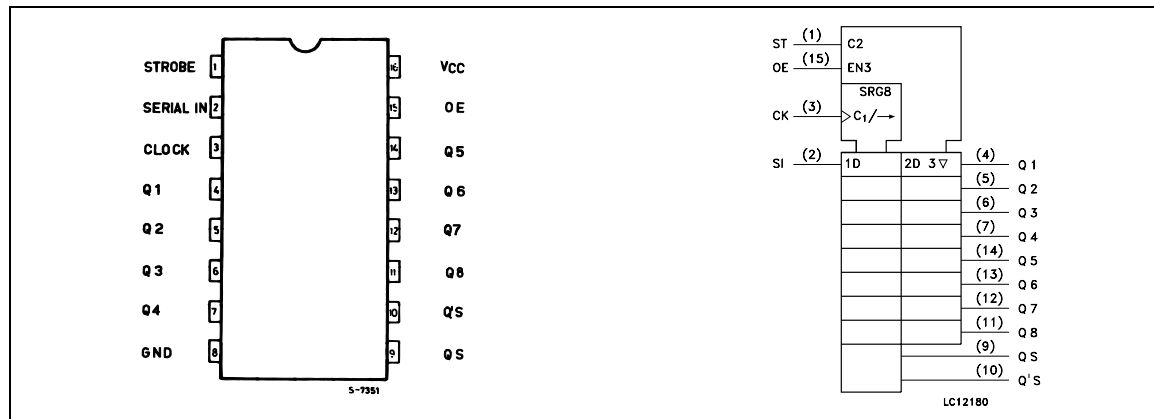 STROBE 1
SERIAL IN 2
CLOCK 3
Q1 4
Q2 5
Q3 6
Q4 7
GND 8
16 VCC
15 OE
14 Q5
13 Q6
12 Q7
11 Q8
10 Q'S
9 QS
S-7351
ST (1) C2
OE (15) EN3
SRG8
CK (3) C1/→
SI (2) 1D 2D 3▽ (4) Q1
(5) Q2
(6) Q3
(7) Q4
(14) Q5
(13) Q6
(12) Q7
(11) Q8
(9) QS
(10) Q'S
LC12180